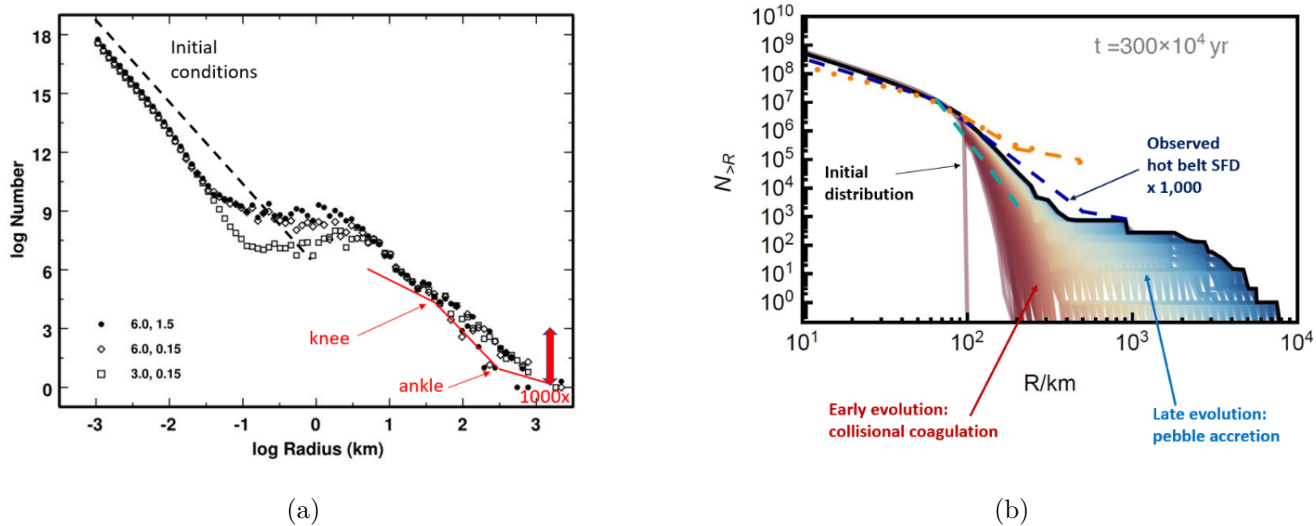 18
15
12
9
6
3
0
log Number
Initial
conditions
6.0, 1.5
6.0, 0.15
3.0, 0.15
knee
ankle
1000x
-3
-2
-1
0
1
2
3
log Radius (km)
(a)
10^10
10^9
10^8
10^7
10^6
10^5
10^4
10^3
10^2
10^1
10^0
N>R
t =300×10^4 yr
Initial
distribution
Observed
hot belt SFD
x 1,000
10^1
10^2
10^3
10^4
R/km
Early evolution:
collisional coagulation
Late evolution:
pebble accretion
(b)